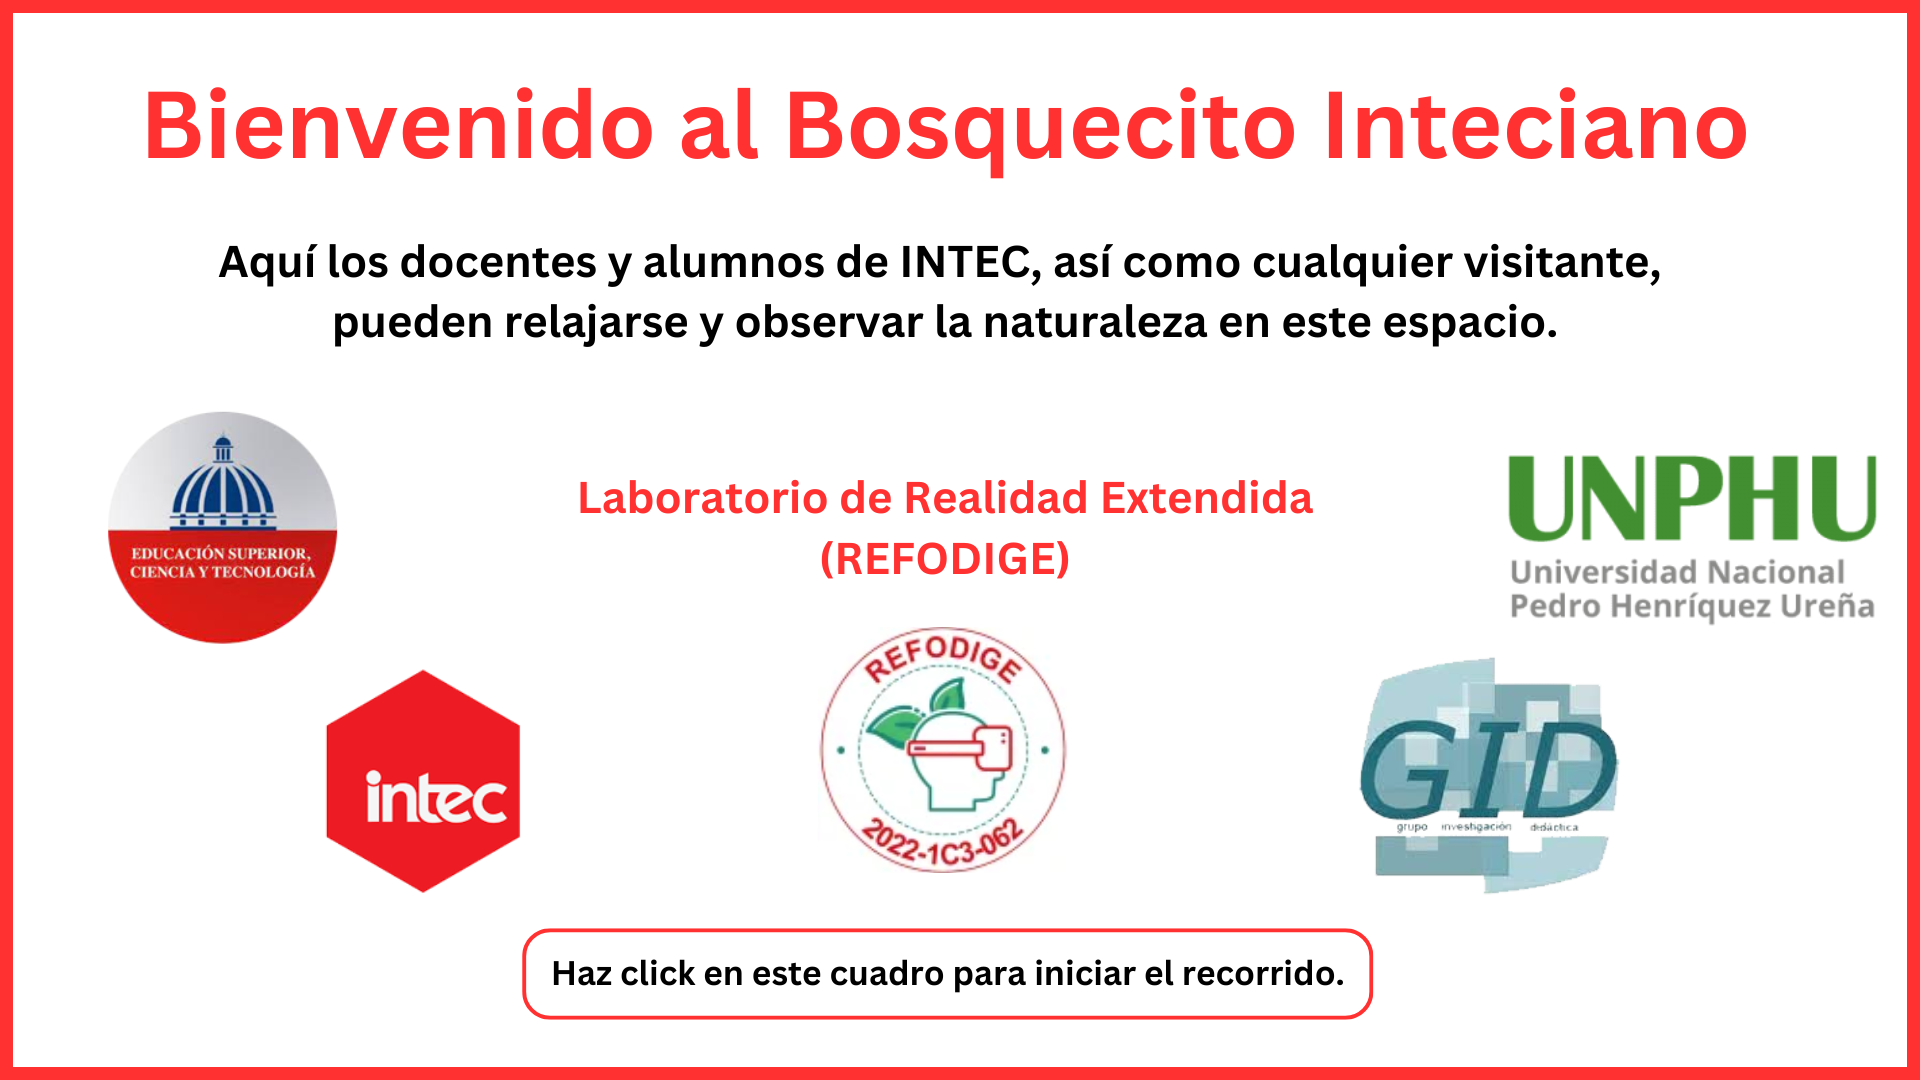 Bienvenido al Bosquecito Inteciano
Aquí los docentes y alumnos de INTEC, así como cualquier visitante,
pueden relajarse y observar la naturaleza en este espacio.
EDUCACIÓN SUPERIOR,
CIENCIA Y TECNOLOGÍA
Laboratorio de Realidad Extendida
(REFODIGE)
UNPHU
Universidad Nacional
Pedro Henríquez Ureña
intec
REFODIGE
2022-1C3-062
GID
grupo investigación didáctica
Haz click en este cuadro para iniciar el recorrido.